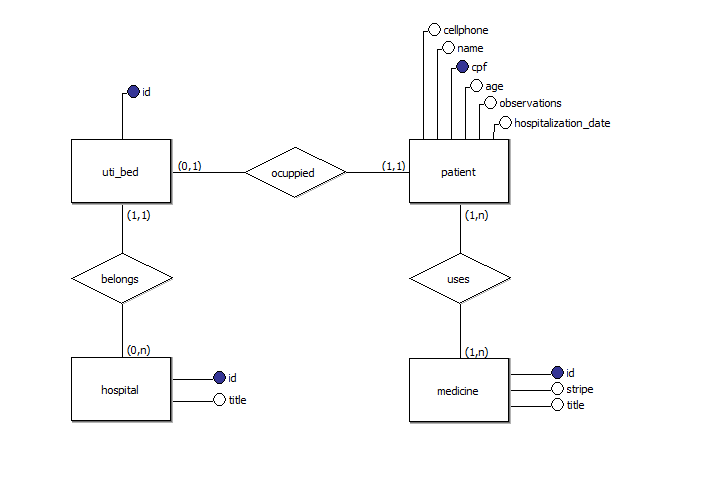 cellphone
name
cpf
age
observations
hospitalization_date
id
uti_bed
(0,1)
ocuppied
(1,1)
patient
(1,1)
(1,n)
belongs
uses
(0,n)
(1,n)
hospital
id
title
medicine
id
stripe
title